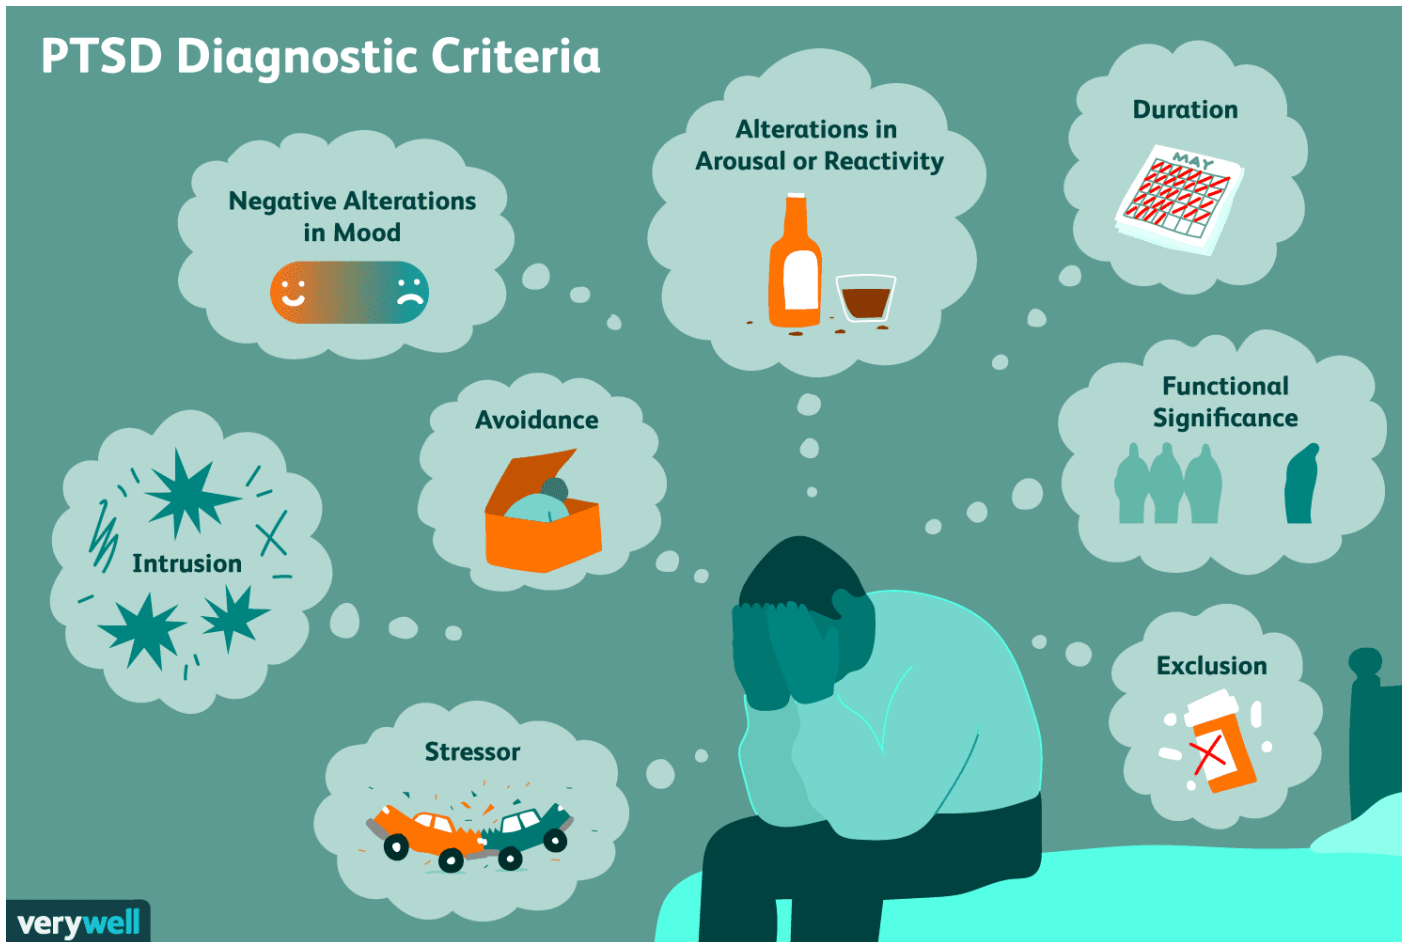 PTSD Diagnostic Criteria
Negative Alterations
in Mood
Alterations in
Arousal or Reactivity
Duration
MAY
Avoidance
Functional
Significance
Intrusion
Exclusion
Stressor
verywell